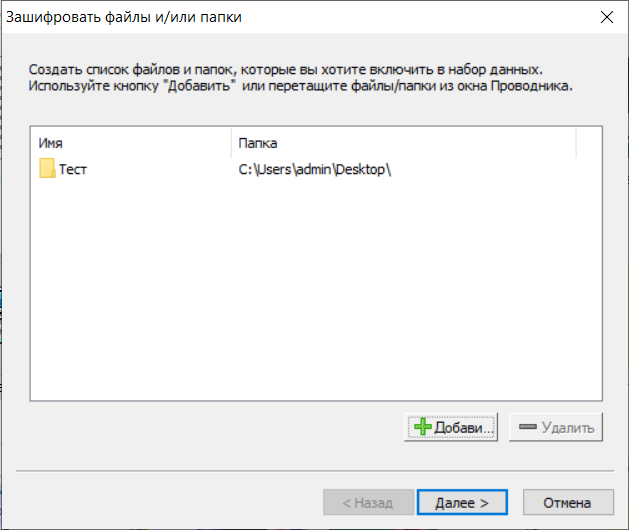 Зашифровать файлы и/или папки
Создать список файлов и папок, которые вы хотите включить в набор данных.
Используйте кнопку "Добавить" или перетащите файлы/папки из окна Проводника.
Имя Папка
Тест C:\Users\admin\Desktop\
Добави... Удалить
< Назад Далее > Отмена